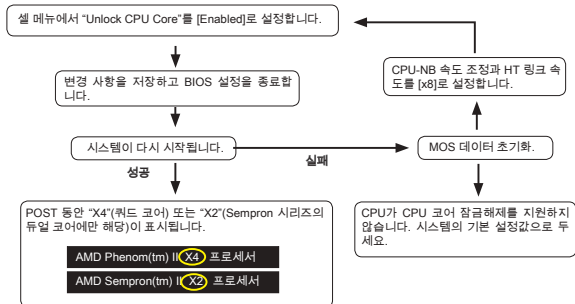 셀 메뉴에서 “Unlock CPU Core”를 [Enabled]로 설정합니다.
변경 사항을 저장하고 BIOS 설정을 종료합
니다.
CPU-NB 속도 조정과 HT 링크 속
도를 [x8]로 설정합니다.
시스템이 다시 시작됩니다.
실패
MOS 데이터 초기화.
성공
POST 동안 “X4”(쿼드 코어) 또는 “X2”(Sempron 시리즈의
듀얼 코어에만 해당)이 표시됩니다.
AMD Phenom(tm) II X4 프로세서
AMD Sempron(tm) II X2 프로세서
CPU가 CPU 코어 잠금해제를 지원하지
않습니다. 시스템의 기본 설정값으로 두
세요.